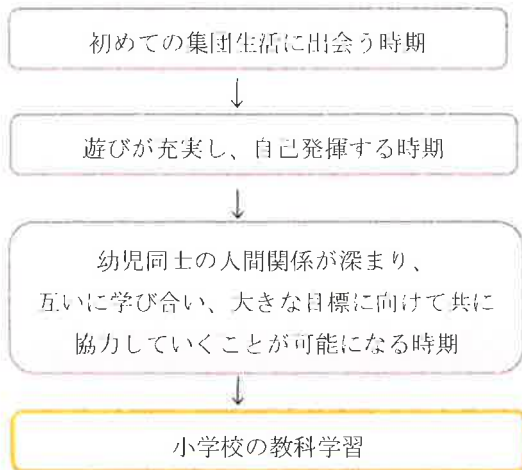 初めての集団生活に出会う時期
↓
遊びが充実し、自己発揮する時期
↓
幼児同士の人間関係が深まり、
互いに学び合い、大きな目標に向けて共に
協力していくことが可能になる時期
↓
小学校の教科学習